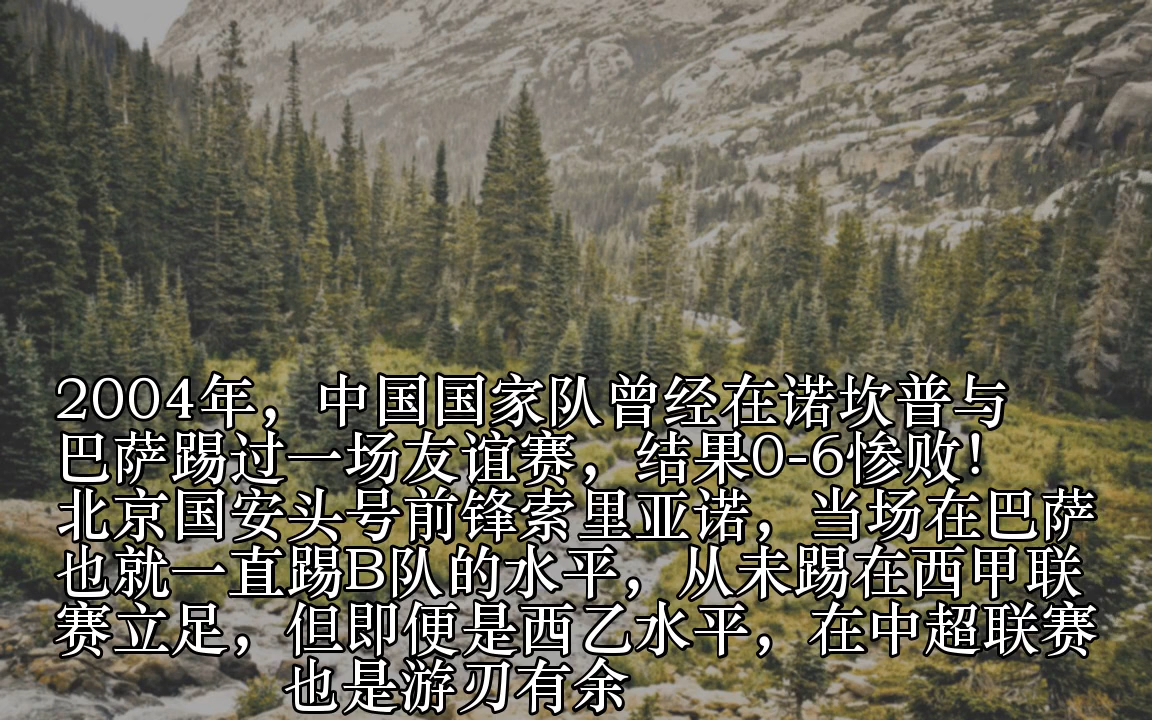 2004年，中国国家队曾经在诺坎普与
巴萨踢过一场友谊赛，结果0-6惨败！
北京国安头号前锋索里亚诺，当场在巴萨
也就一直踢B队的水平，从未踢在西甲联
赛立足，但即便是西乙水平，在中超联赛
也是游刃有余